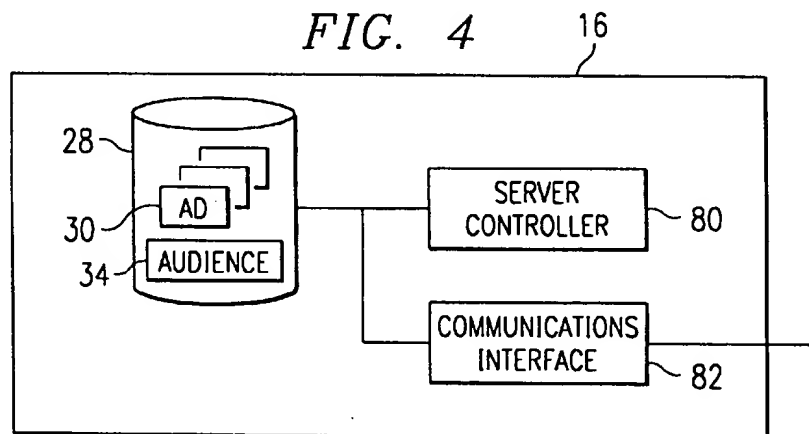 FIG. 4
16
28
30
AD
34
AUDIENCE
SERVER
CONTROLLER
80
COMMUNICATIONS
INTERFACE
82